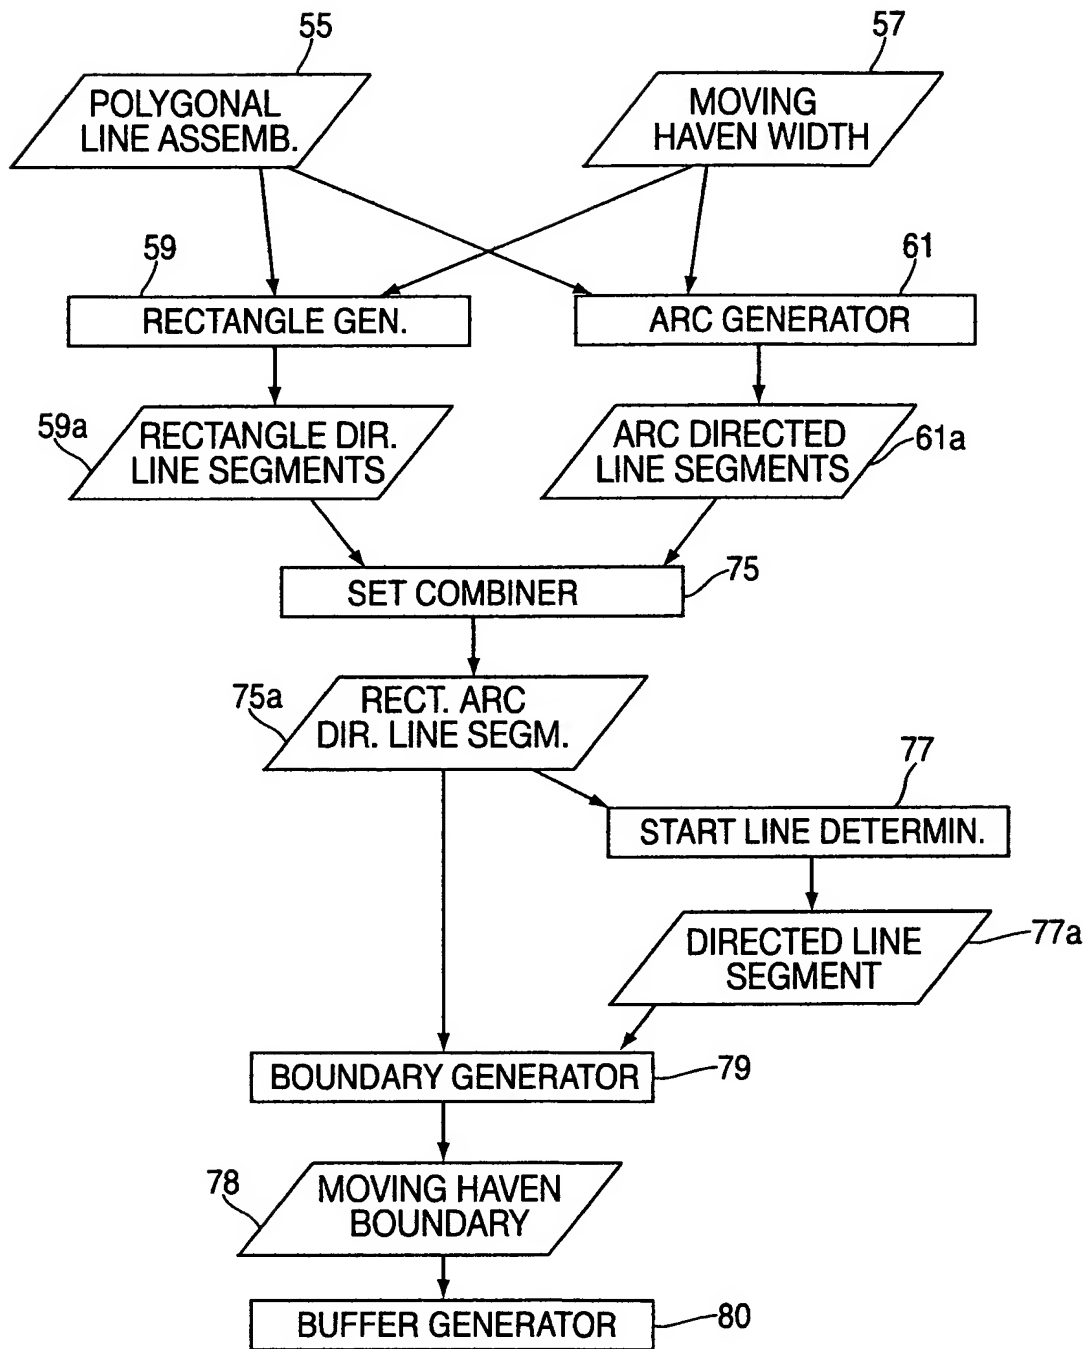 55
57
POLYGONAL
LINE ASSEMB.
MOVING
HAVEN WIDTH
59
61
RECTANGLE GEN.
ARC GENERATOR
59a
RECTANGLE DIR.
LINE SEGMENTS
ARC DIRECTED
LINE SEGMENTS
61a
SET COMBINER
75
75a
RECT. ARC
DIR. LINE SEGM.
77
START LINE DETERMIN.
DIRECTED LINE
SEGMENT
77a
BOUNDARY GENERATOR
79
78
MOVING HAVEN
BOUNDARY
BUFFER GENERATOR
80